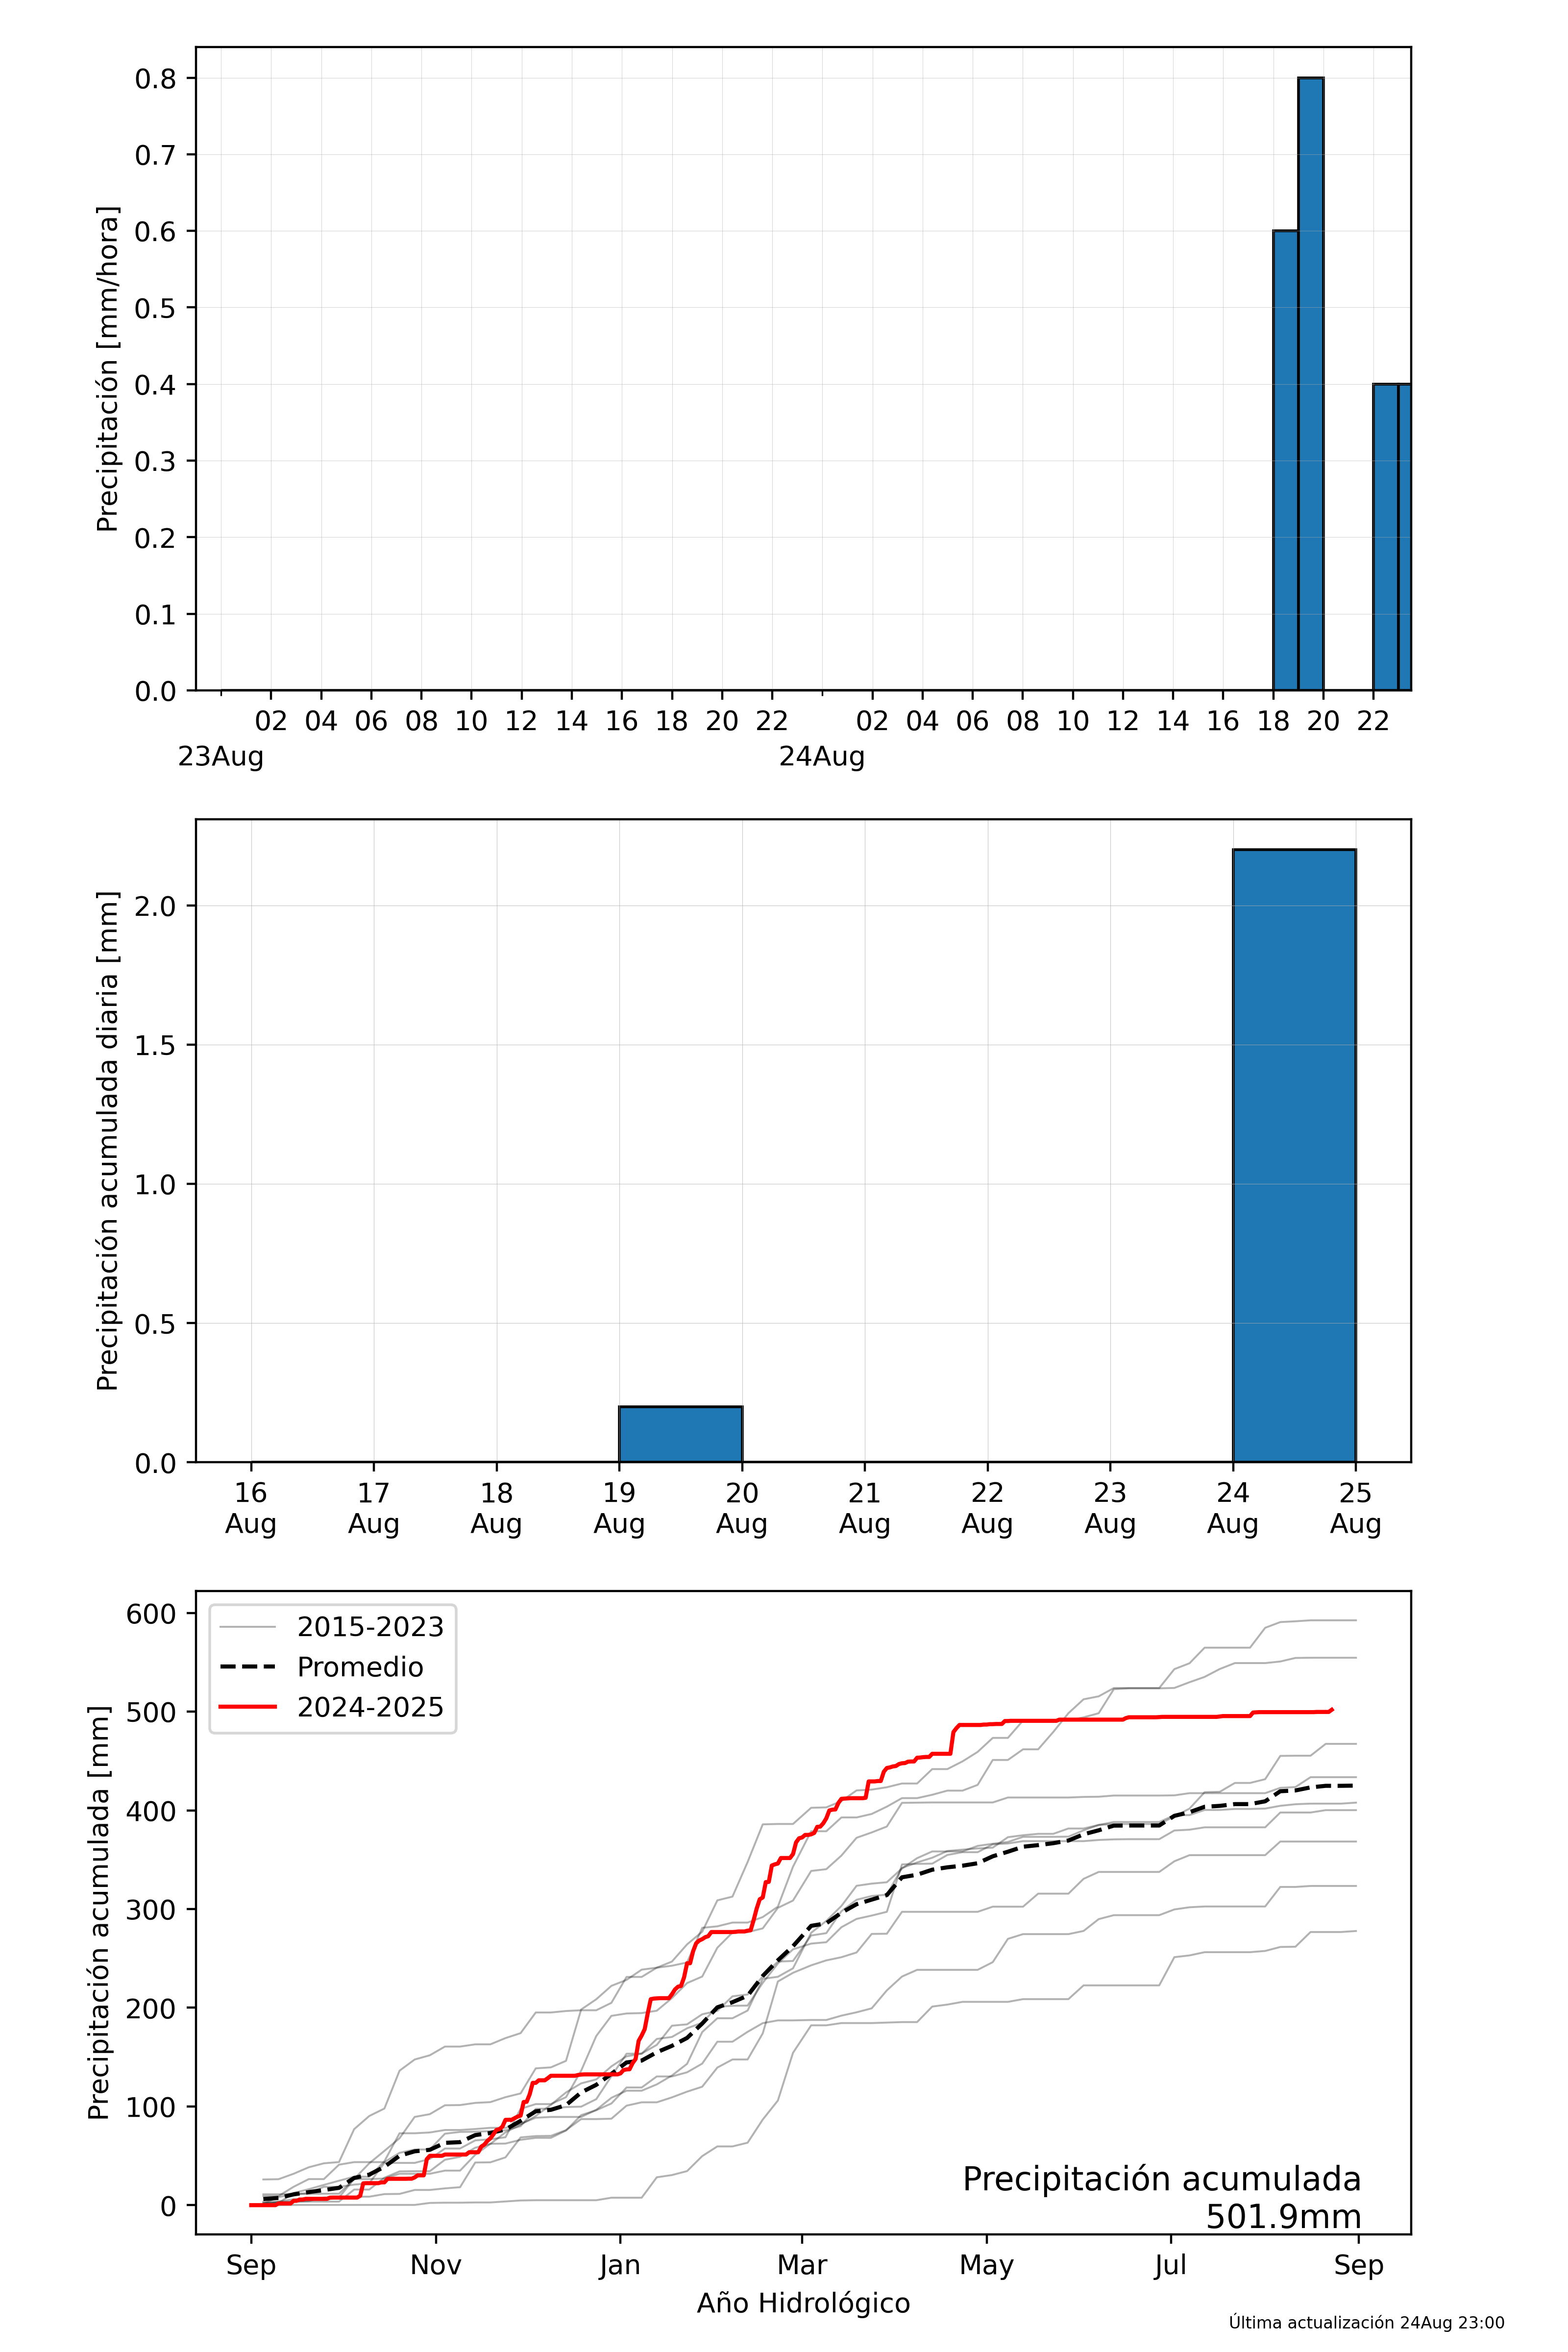 Precipitación [mm/hora]
0.8
0.7
0.6
0.5
0.4
0.3
0.2
0.1
0.0
02 04 06 08 10 12 14 16 18 20 22 02 04 06 08 10 12 14 16 18 20 22
23Aug 24Aug
Precipitación acumulada diaria [mm]
2.0
1.5
1.0
0.5
0.0
16 17 18 19 20 21 22 23 24 25
Aug Aug Aug Aug Aug Aug Aug Aug Aug Aug
Precipitación acumulada [mm]
600
500
400
300
200
100
0
2015-2023
Promedio
2024-2025
Precipitación acumulada
501.9mm
Sep Nov Jan Mar May Jul Sep
Año Hidrológico
Última actualización 24Aug 23:00